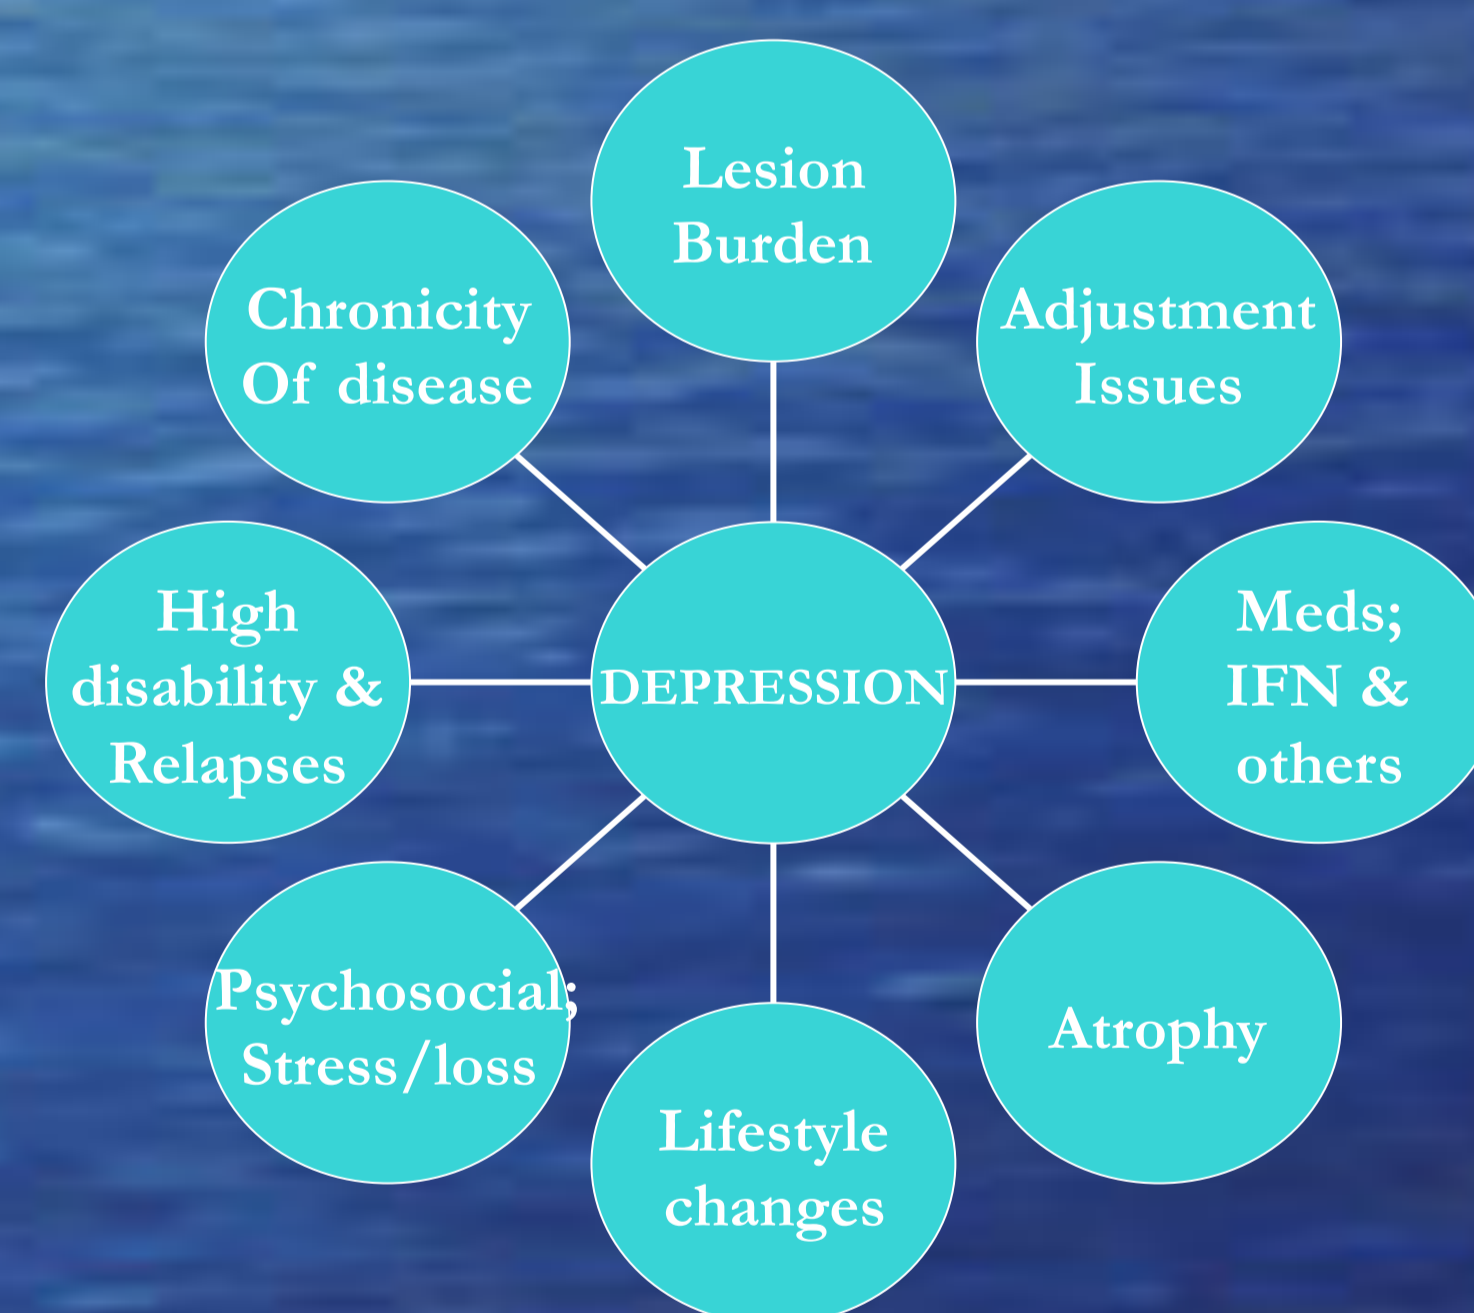 Lesion
Burden
Chronicity
Of disease
Adjustment
Issues
High
disability &
Relapses
DEPRESSION
Meds;
IFN &
others
Psychosocial;
Stress/loss
Atrophy
Lifestyle
changes